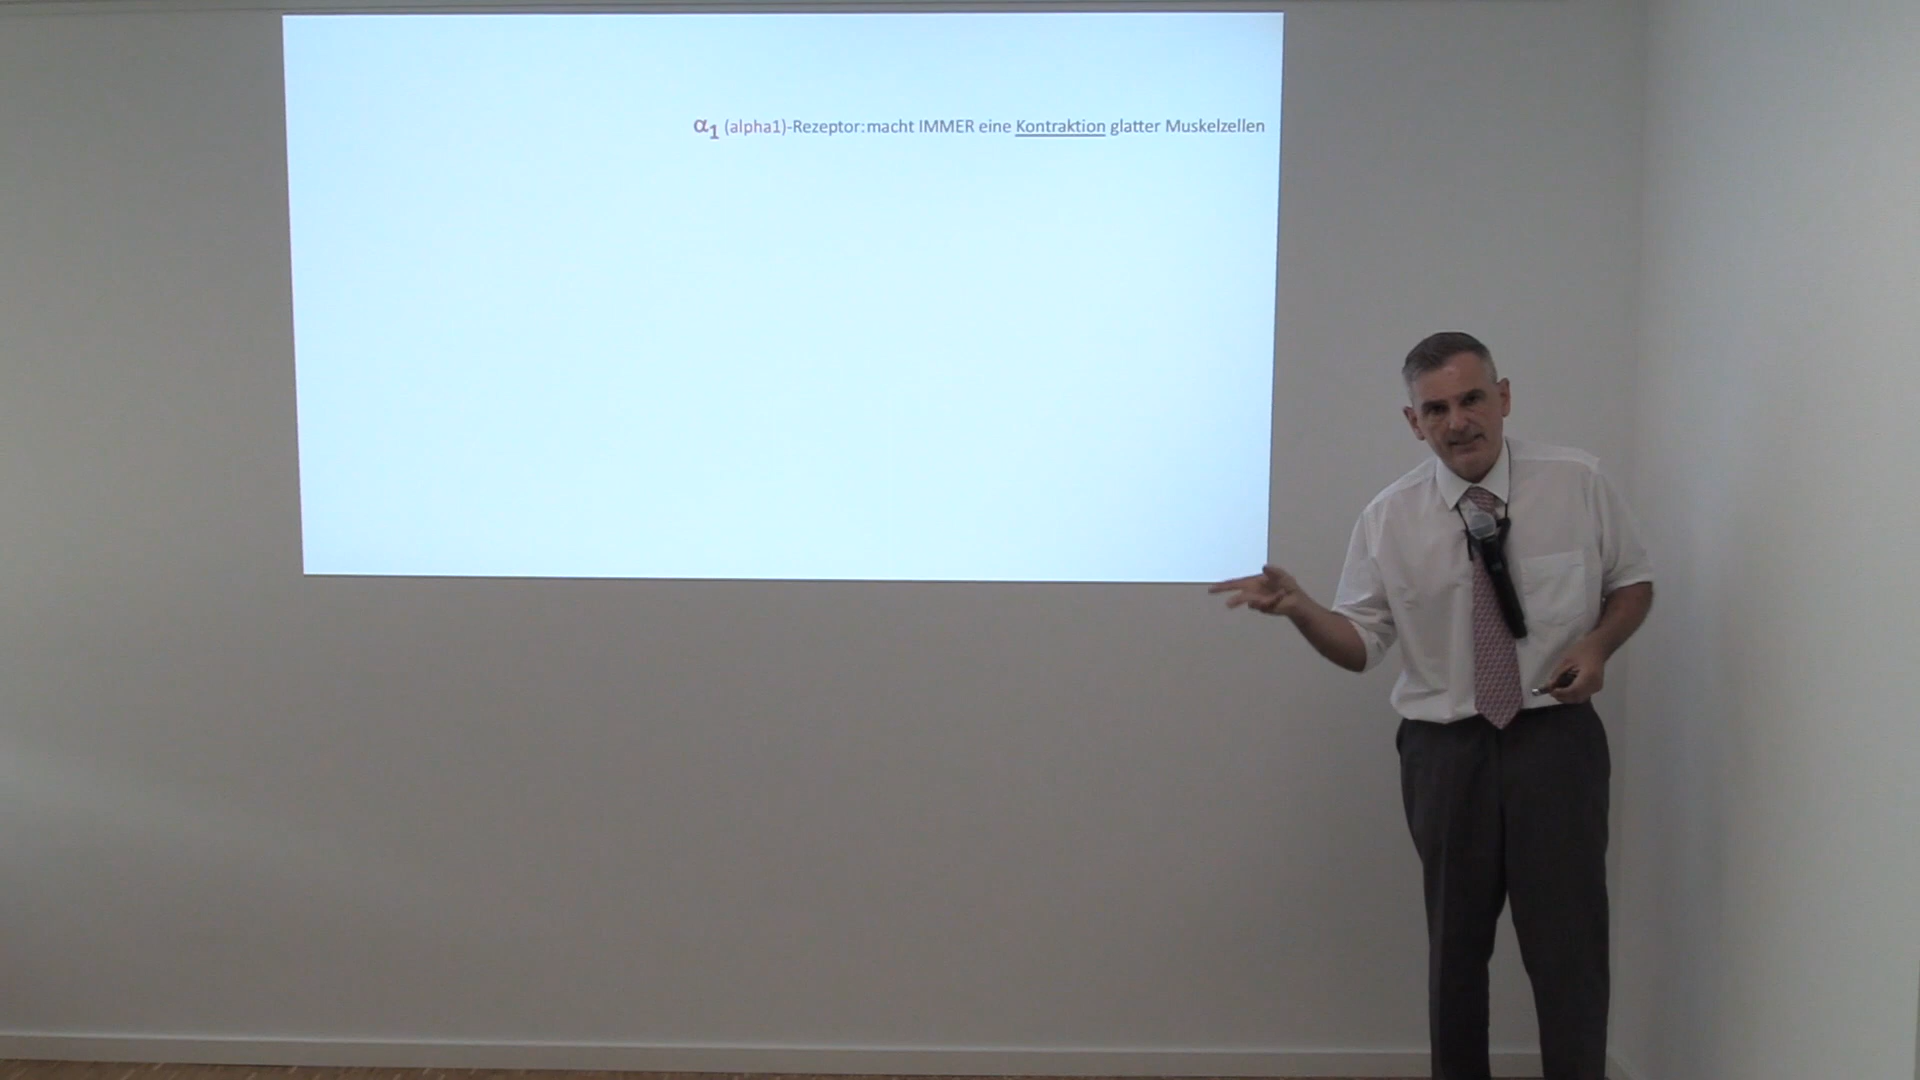 α1 (alpha1)-Rezeptor: macht IMMER eine Kontraktion glatter Muskelzellen